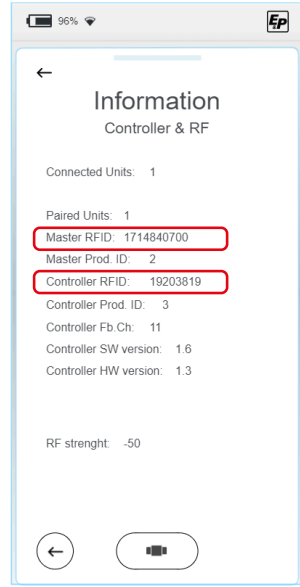 96%
EP
Information
Controller & RF
Connected Units: 1
Paired Units: 1
Master RFID: 1714840700
Master Prod. ID: 2
Controller RFID: 19203819
Controller Prod. ID: 3
Controller Fb.Ch: 11
Controller SW version: 1.6
Controller HW version: 1.3
RF strenght: -50